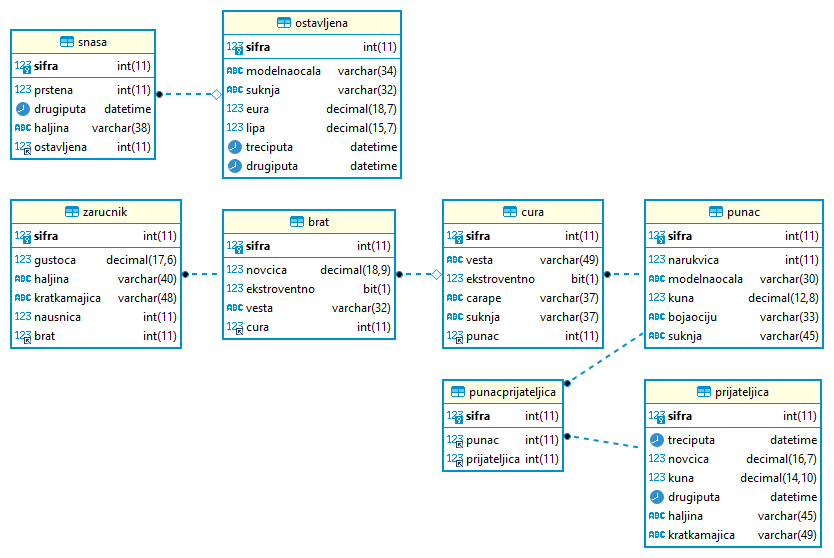 snasa
123 sifra int(11)
123 prstena int(11)
drugiputa datetime
ABC haljina varchar(38)
123 ostavljena int(11)
ostavljena
123 sifra int(11)
ABC modelnaocala varchar(34)
ABC suknja varchar(32)
123 eura decimal(18,7)
123 lipa decimal(15,7)
treciputa datetime
drugiputa datetime
zarucnik
123 sifra int(11)
123 gustoca decimal(17,6)
ABC haljina varchar(40)
ABC kratkamajica varchar(48)
123 nausnica int(11)
123 brat int(11)
brat
123 sifra int(11)
123 novcica decimal(18,9)
123 ekstroventno bit(1)
ABC vesta varchar(32)
123 cura int(11)
cura
123 sifra int(11)
ABC vesta varchar(49)
123 ekstroventno bit(1)
ABC carape varchar(37)
ABC suknja varchar(37)
123 punac int(11)
punac
123 sifra int(11)
123 narukvica int(11)
ABC modelnaocala varchar(30)
123 kuna decimal(12,8)
ABC bojaociju varchar(33)
ABC suknja varchar(45)
punacprijateljica
123 sifra int(11)
123 punac int(11)
123 prijateljica int(11)
prijateljica
123 sifra int(11)
treciputa datetime
123 novcica decimal(16,7)
123 kuna decimal(14,10)
drugiputa datetime
ABC haljina varchar(45)
ABC kratkamajica varchar(49)